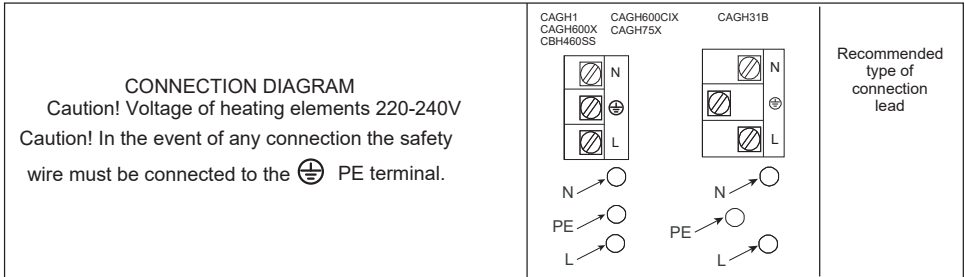 CONNECTION DIAGRAM
Caution! Voltage of heating elements 220-240V
Caution! In the event of any connection the safety
wire must be connected to the PE terminal.
CAGH1 CAGH600CIX
CAGH600X CAGH75X
CBH460SS
N
L
N
PE
L
CAGH31B
N
L
N
PE
L
Recommended
type of
connection
lead